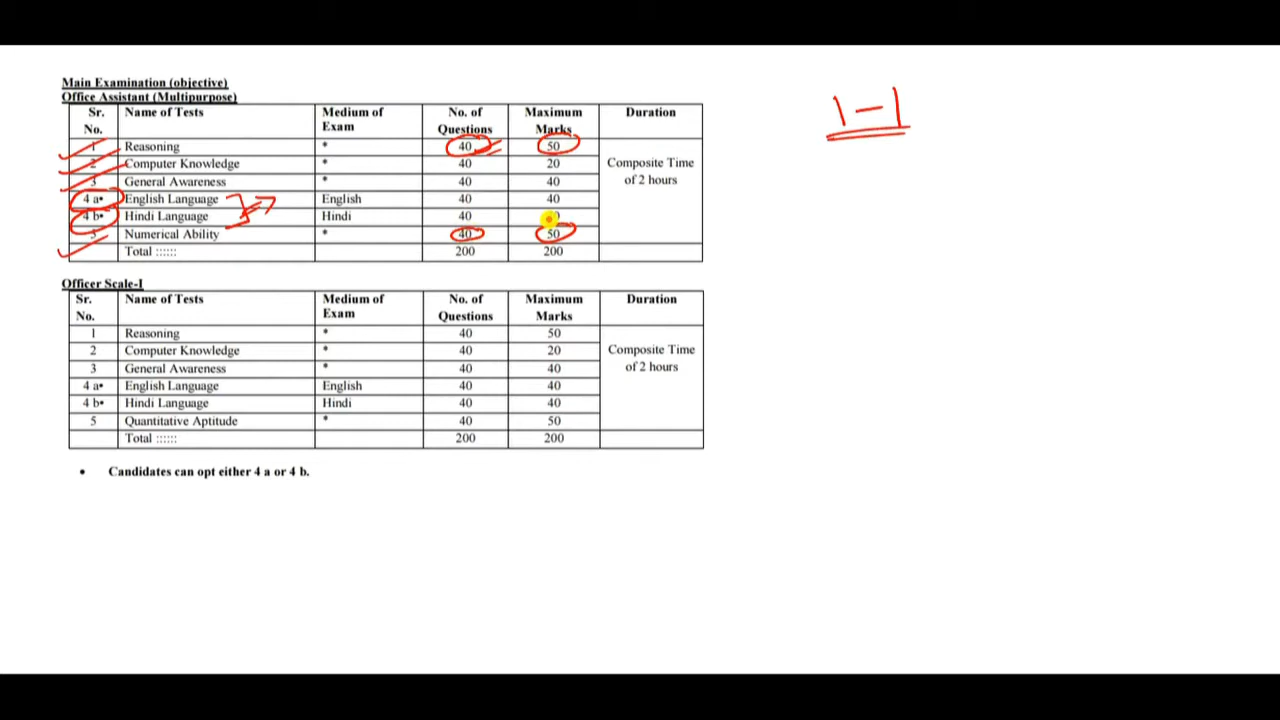 Main Examination (objective)
Office Assistant (Multipurpose)
Sr. No. Name of Tests Medium of Exam No. of Questions Maximum Marks Duration
1 Reasoning * 40 50 Composite Time of 2 hours
2 Computer Knowledge * 40 20
3 General Awareness * 40 40
4 a• English Language English 40 40
4 b• Hindi Language Hindi 40
5 Numerical Ability * 40 50
Total :::::: 200 200
1-1
Officer Scale-I
Sr. No. Name of Tests Medium of Exam No. of Questions Maximum Marks Duration
1 Reasoning * 40 50 Composite Time of 2 hours
2 Computer Knowledge * 40 20
3 General Awareness * 40 40
4 a• English Language English 40 40
4 b• Hindi Language Hindi 40 40
5 Quantitative Aptitude * 40 50
Total :::::: 200 200
• Candidates can opt either 4 a or 4 b.